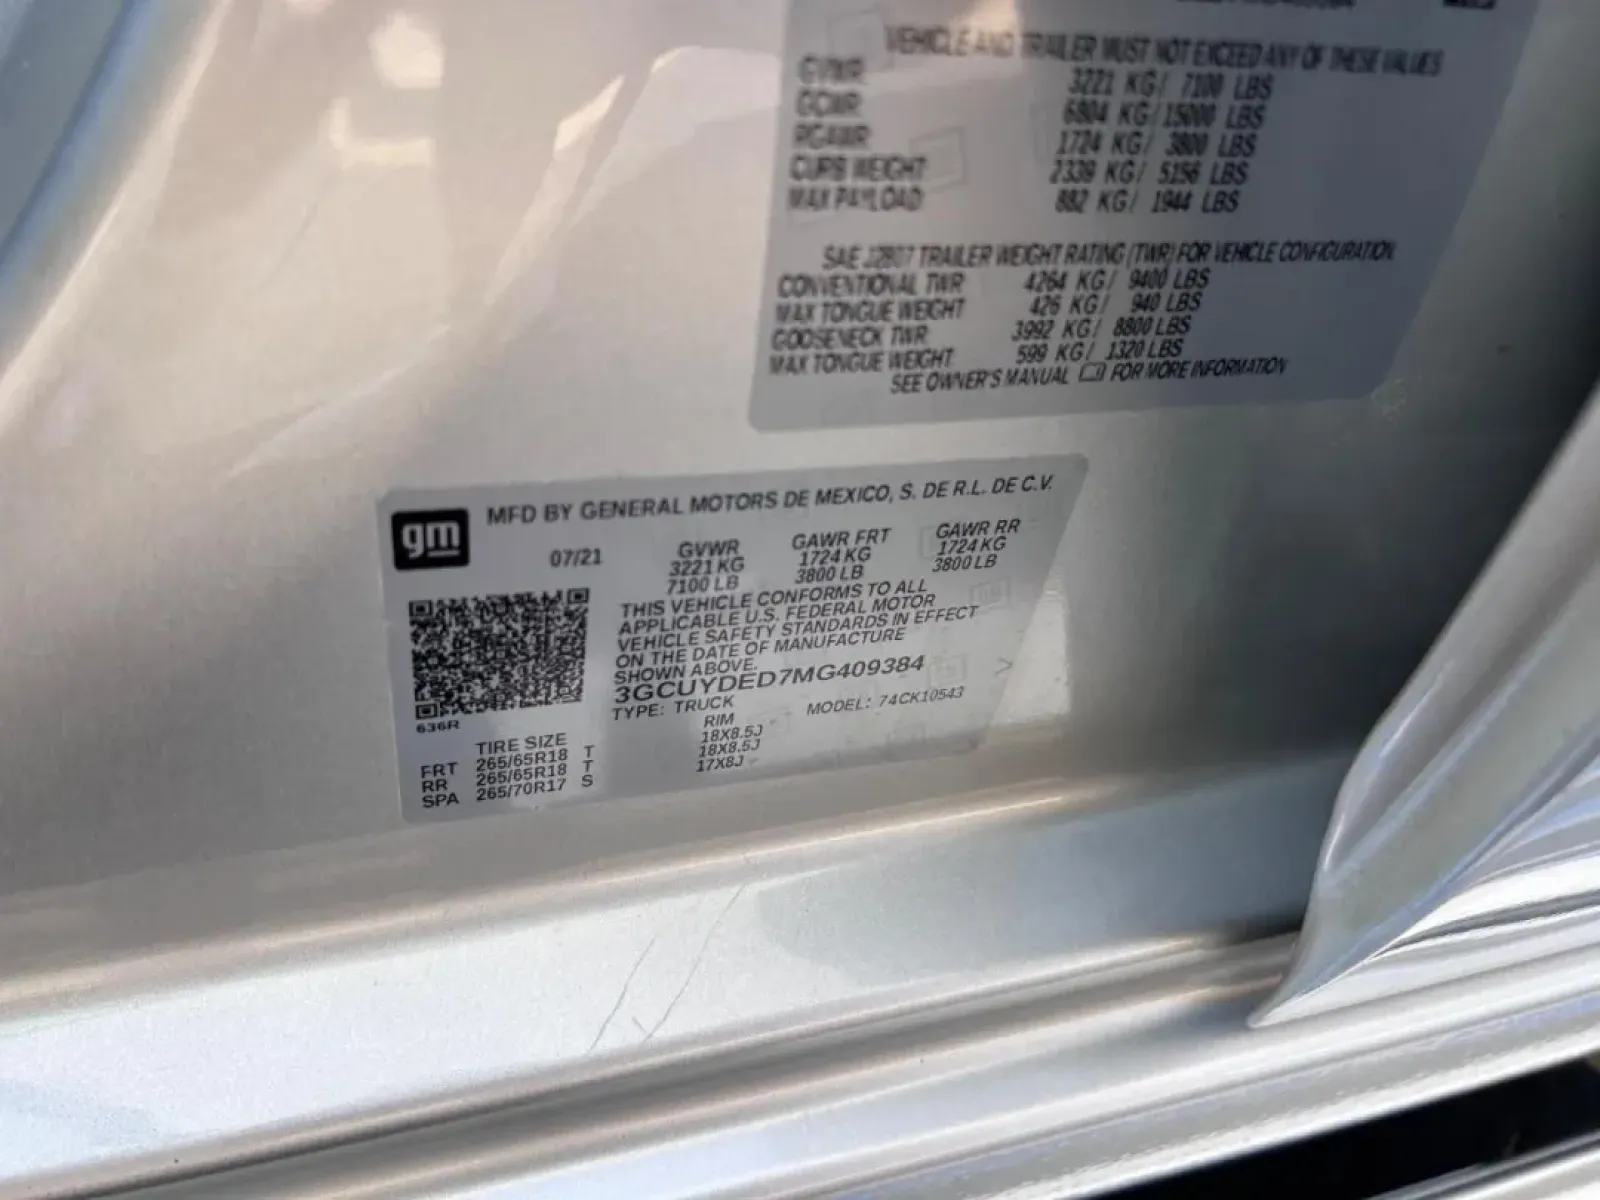 VEHICLE AND TRAILER MUST NOT EXCEED ANY OF THESE VALUES
GVWR 3221 KG/ 7100 LBS
GCWR 6804 KG/15000 LBS
RGAWR 1724 KG/ 3800 LBS
CURB WEIGHT 2339 KG/ 5156 LBS
MAX PAYLOAD 882 KG/ 1944 LBS
SAE J2807 TRAILER WEIGHT RATING (TWR) FOR VEHICLE CONFIGURATION
CONVENTIONAL TWR 4264 KG/ 9400 LBS
MAX TONGUE WEIGHT 426 KG/ 940 LBS
GOOSENECK TWR 3992 KG/ 8800 LBS
MAX TONGUE WEIGHT 599 KG/ 1320 LBS
SEE OWNER'S MANUAL FOR MORE INFORMATION
gm MFD BY GENERAL MOTORS DE MEXICO, S. DE R.L. DE C.V.
07/21 GVWR GAWR FRT GAWR RR
3221 KG 1724 KG 1724 KG
7100 LB 3800 LB 3800 LB
THIS VEHICLE CONFORMS TO ALL
APPLICABLE U.S. FEDERAL MOTOR
VEHICLE SAFETY STANDARDS IN EFFECT
ON THE DATE OF MANUFACTURE
SHOWN ABOVE.
3GCUYDED7MG409384
TYPE: TRUCK MODEL: 74CK10543
636R
TIRE SIZE RIM
FRT 265/65R18 T 18X8.5J
RR 265/65R18 T 18X8.5J
SPA 265/70R17 S 17X8J